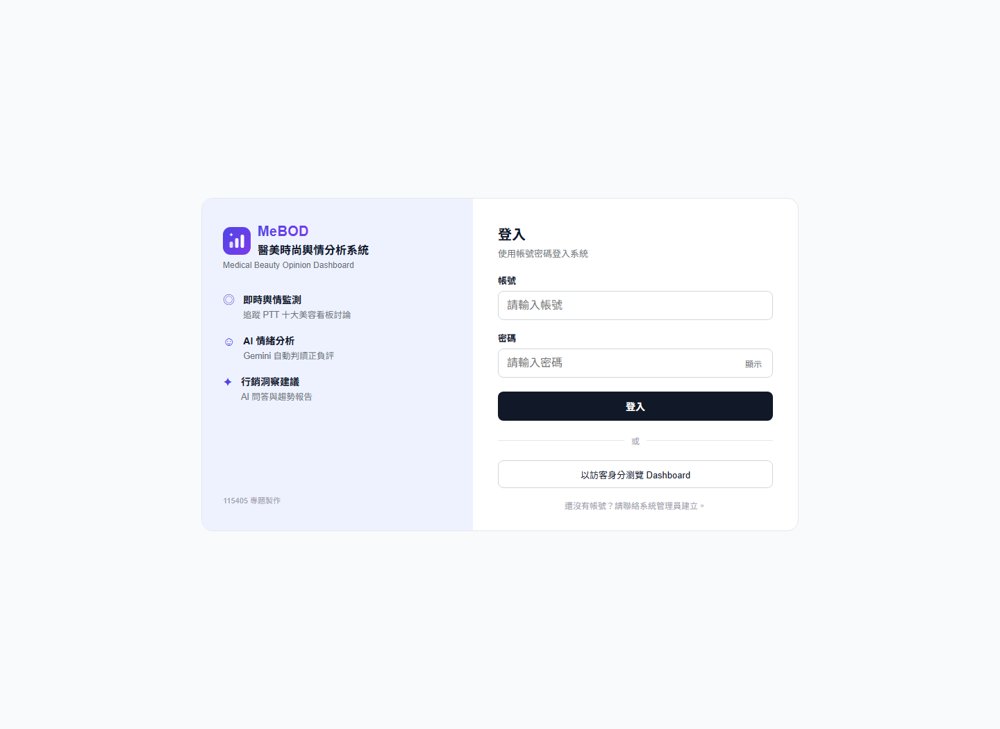 MeBOD
醫美時尚輿情分析系統
Medical Beauty Opinion Dashboard
即時輿情監測
追蹤 PTT 十大美容看板討論
AI 情緒分析
Gemini 自動判讀正負評
行銷洞察建議
AI 問答與趨勢報告
115405 專題製作
登入
使用帳號密碼登入系統
帳號
請輸入帳號
密碼
請輸入密碼
顯示
登入
或
以訪客身分瀏覽 Dashboard
還沒有帳號？請聯絡系統管理員建立。